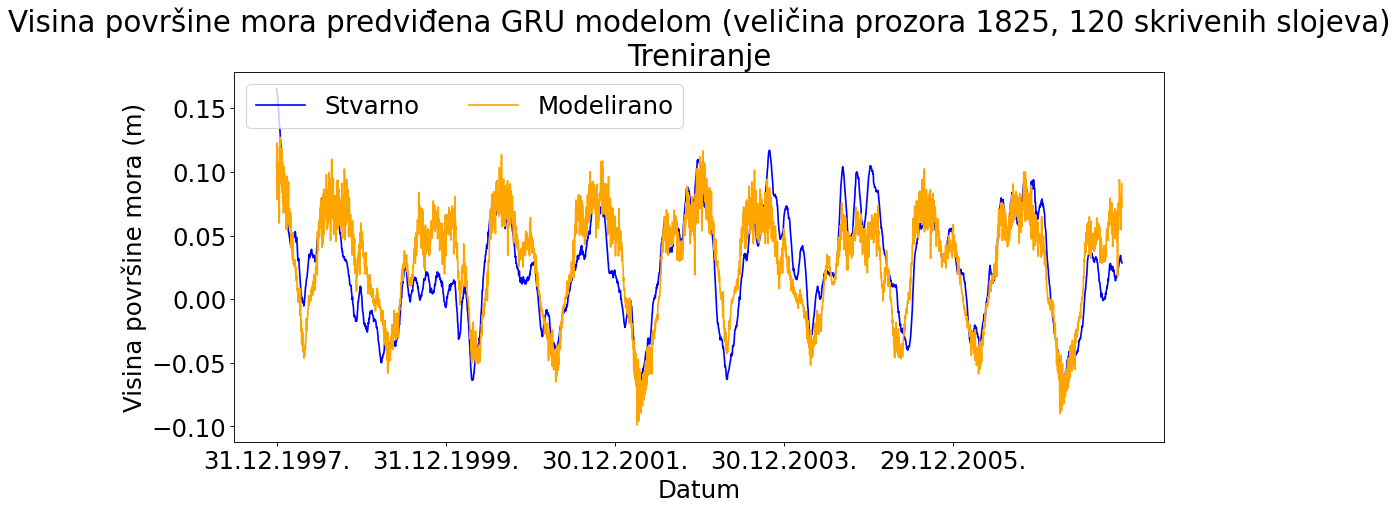 Visina površine mora predviđena GRU modelom (veličina prozora 1825, 120 skrivenih slojeva)
Treniranje
Stvarno Modelirano
Visina površine mora (m)
0.15
0.10
0.05
0.00
−0.05
−0.10
31.12.1997. 31.12.1999. 30.12.2001. 30.12.2003. 29.12.2005.
Datum